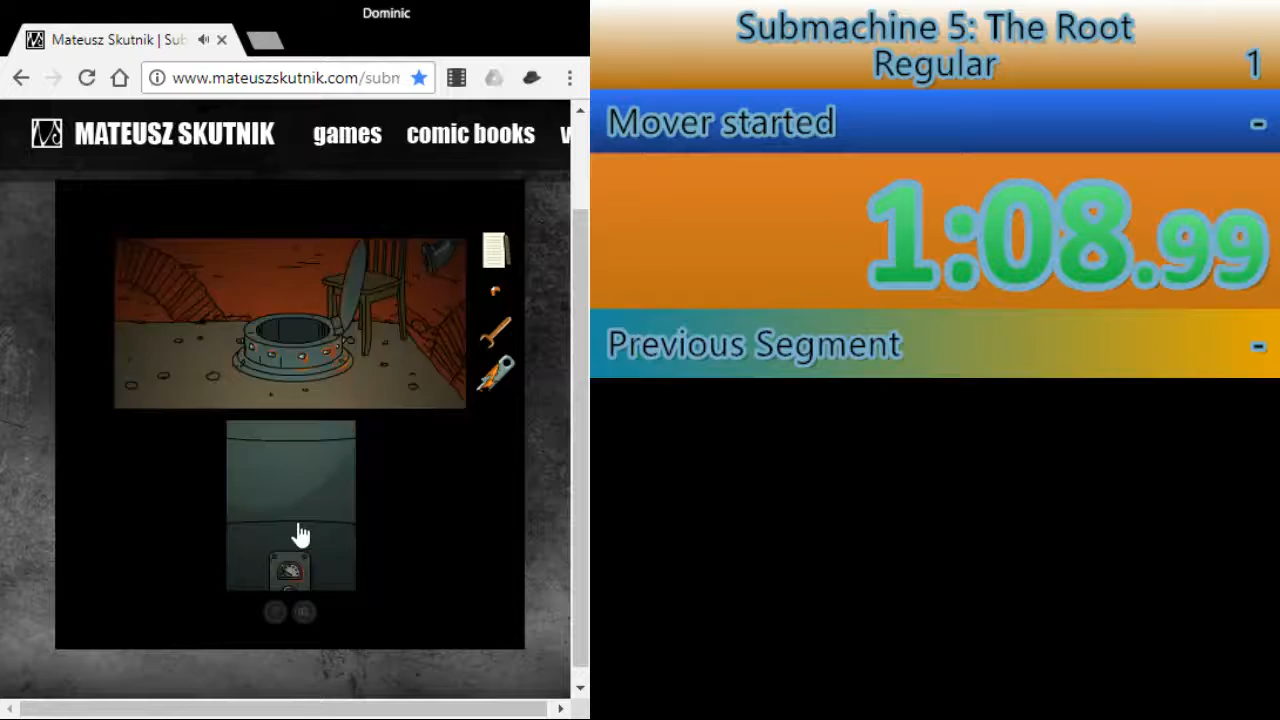 Dominic
Mateusz Skutnik | Sub
www.mateuszskutnik.com/subm
MATEUSZ SKUTNIK games comic books w
Submachine 5: The Root
Regular 1
Mover started -
1:08.99
Previous Segment -